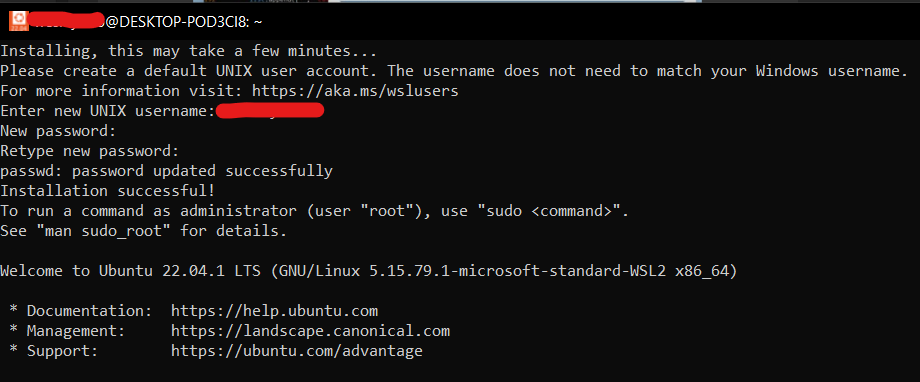 @DESKTOP-POD3CI8: ~
22.04
Installing, this may take a few minutes...
Please create a default UNIX user account. The username does not need to match your Windows username.
For more information visit: https://aka.ms/wslusers
Enter new UNIX username:
New password:
Retype new password:
passwd: password updated successfully
Installation successful!
To run a command as administrator (user "root"), use "sudo <command>".
See "man sudo_root" for details.
Welcome to Ubuntu 22.04.1 LTS (GNU/Linux 5.15.79.1-microsoft-standard-WSL2 x86_64)
* Documentation:  https://help.ubuntu.com
* Management:     https://landscape.canonical.com
* Support:        https://ubuntu.com/advantage